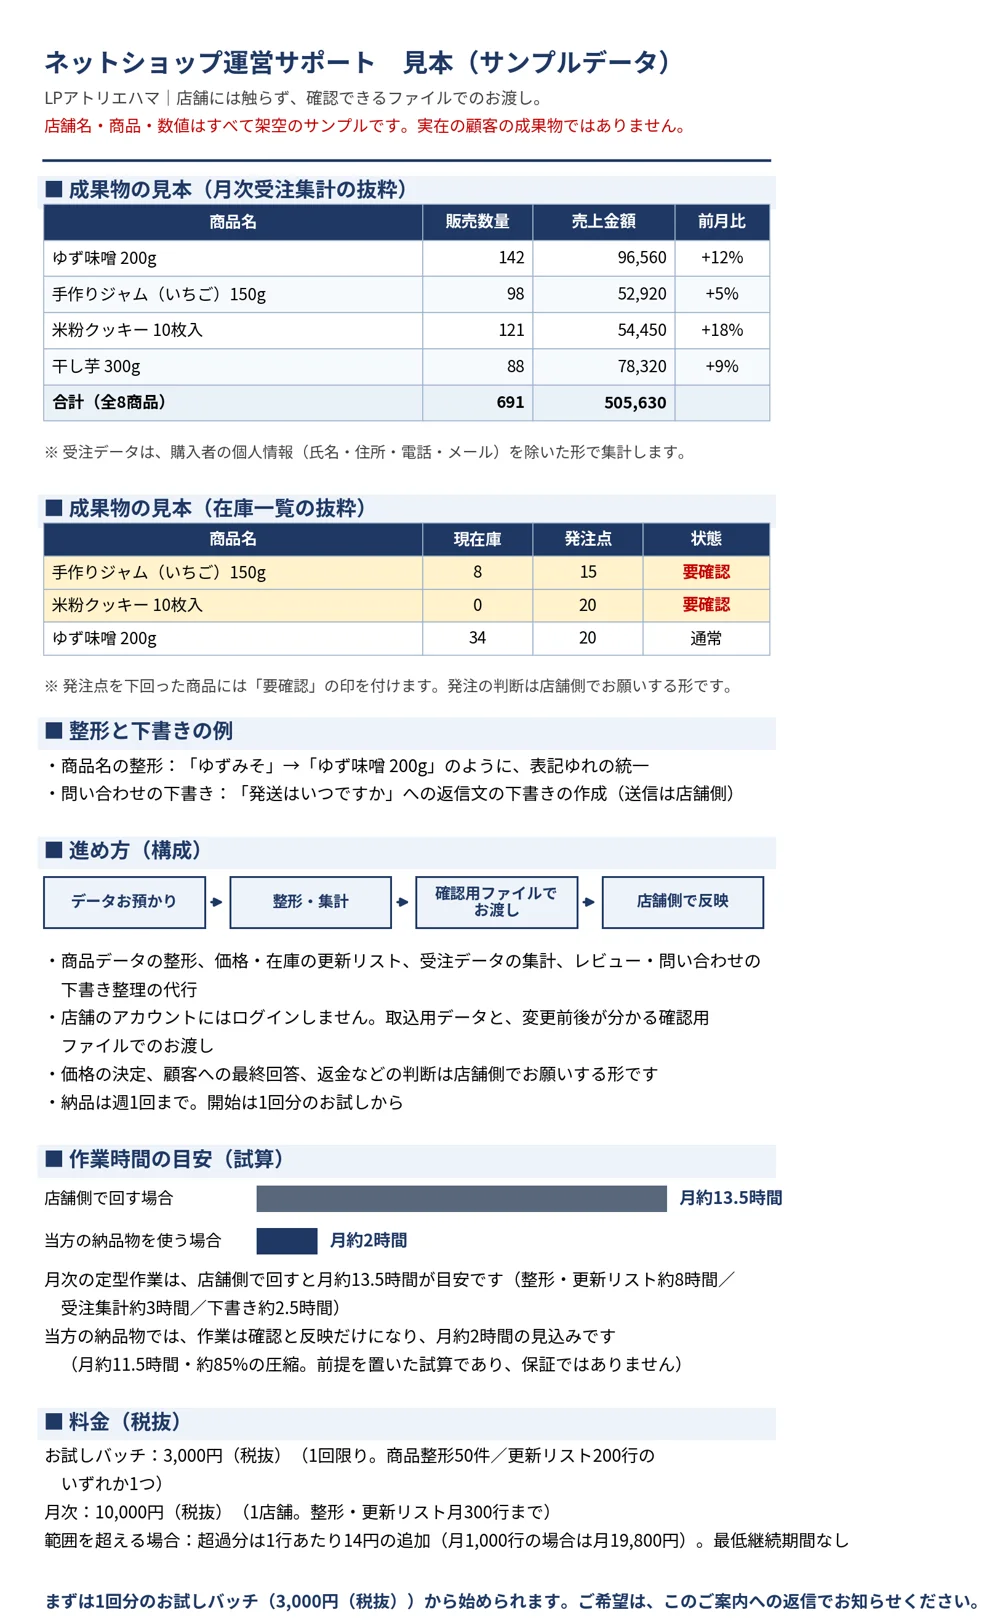 ネットショップ運営サポート　見本（サンプルデータ）
LPアトリエハマ｜店舗には触らず、確認できるファイルでのお渡し。
店舗名・商品・数値はすべて架空のサンプルです。実在の顧客の成果物ではありません。
■ 成果物の見本（月次受注集計の抜粋）
商品名 販売数量 売上金額 前月比
ゆず味噌 200g 142 96,560 +12%
手作りジャム（いちご）150g 98 52,920 +5%
米粉クッキー 10枚入 121 54,450 +18%
干し芋 300g 88 78,320 +9%
合計（全8商品） 691 505,630
※ 受注データは、購入者の個人情報（氏名・住所・電話・メール）を除いた形で集計します。
■ 成果物の見本（在庫一覧の抜粋）
商品名 現在庫 発注点 状態
手作りジャム（いちご）150g 8 15 要確認
米粉クッキー 10枚入 0 20 要確認
ゆず味噌 200g 34 20 通常
※ 発注点を下回った商品には「要確認」の印を付けます。発注の判断は店舗側でお願いする形です。
■ 整形と下書きの例
・商品名の整形：「ゆずみそ」→「ゆず味噌 200g」のように、表記ゆれの統一
・問い合わせの下書き：「発送はいつですか」への返信文の下書きの作成（送信は店舗側）
■ 進め方（構成）
データお預かり
整形・集計
確認用ファイルで
お渡し
店舗側で反映
・商品データの整形、価格・在庫の更新リスト、受注データの集計、レビュー・問い合わせの
下書き整理の代行
・店舗のアカウントにはログインしません。取込用データと、変更前後が分かる確認用
ファイルでのお渡し
・価格の決定、顧客への最終回答、返金などの判断は店舗側でお願いする形です
・納品は週1回まで。開始は1回分のお試しから
■ 作業時間の目安（試算）
店舗側で回す場合 月約13.5時間
当方の納品物を使う場合 月約2時間
月次の定型作業は、店舗側で回すと月約13.5時間が目安です（整形・更新リスト約8時間／
受注集計約3時間／下書き約2.5時間）
当方の納品物では、作業は確認と反映だけになり、月約2時間の見込みです
（月約11.5時間・約85%の圧縮。前提を置いた試算であり、保証ではありません）
■ 料金（税抜）
お試しバッチ：3,000円（税抜）（1回限り。商品整形50件／更新リスト200行の
いずれか1つ）
月次：10,000円（税抜）（1店舗。整形・更新リスト月300行まで）
範囲を超える場合：超過分は1行あたり14円の追加（月1,000行の場合は月19,800円）。最低継続期間なし
まずは1回分のお試しバッチ（3,000円（税抜））から始められます。ご希望は、このご案内への返信でお知らせください。